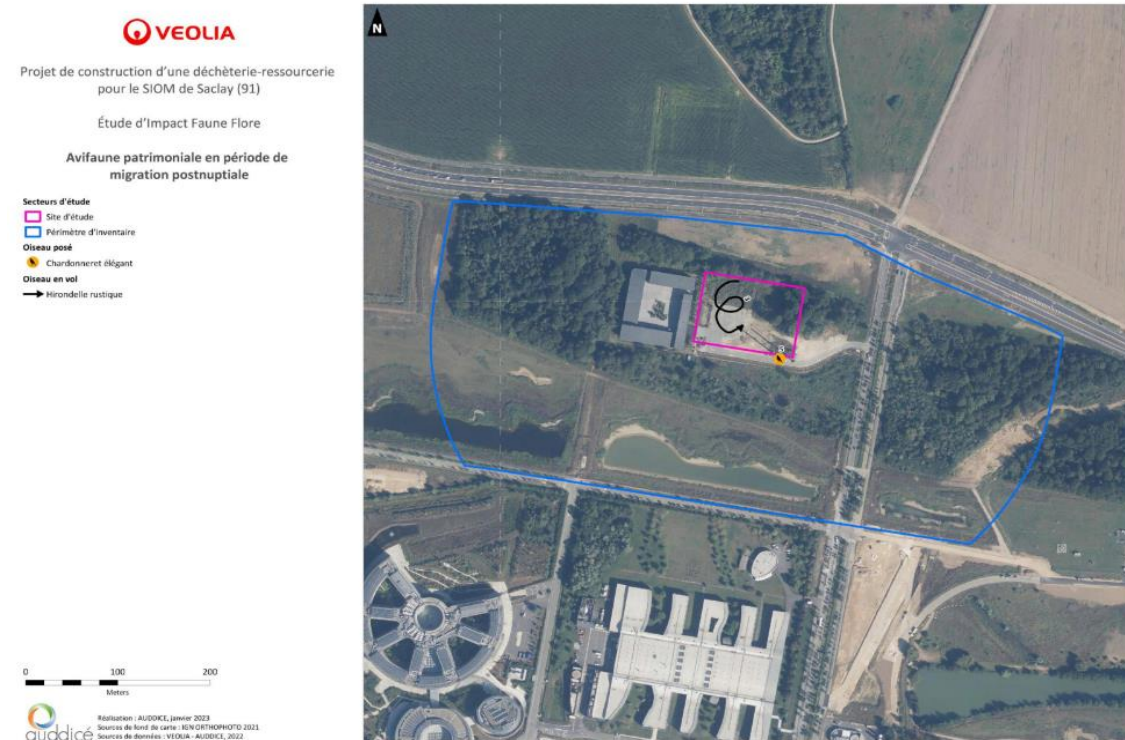 VEOLIA
Projet de construction d'une déchèterie-ressourcerie
pour le SIOM de Saclay (91)
Étude d'Impact Faune Flore
Avifaune patrimoniale en période de
migration postnuptiale
Secteurs d'étude
Site d'étude
Périmètre d'inventaire
Oiseau posé
Chardonneret élégant
Oiseau en vol
Hirondelle rustique
N
3
0 100 200
Meters
auddicé
Réalisation : AUDDICE, janvier 2023
Sources de fond de carte : IGN ORTHOPHOTO 2021
Sources de données : VEOLIA - AUDDICE, 2022